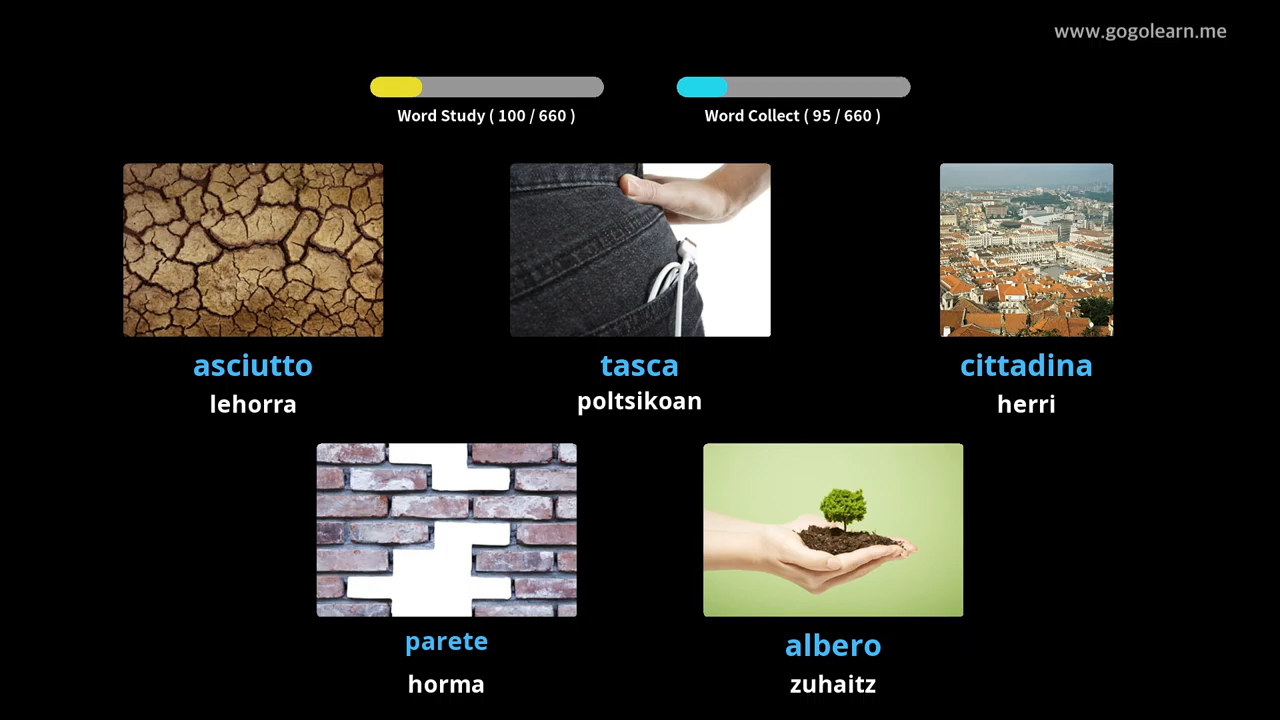 www.gogolearn.me
Word Study ( 100 / 660 )
Word Collect ( 95 / 660 )
asciutto
lehorra
tasca
poltsikoan
cittadina
herri
parete
horma
albero
zuhaitz